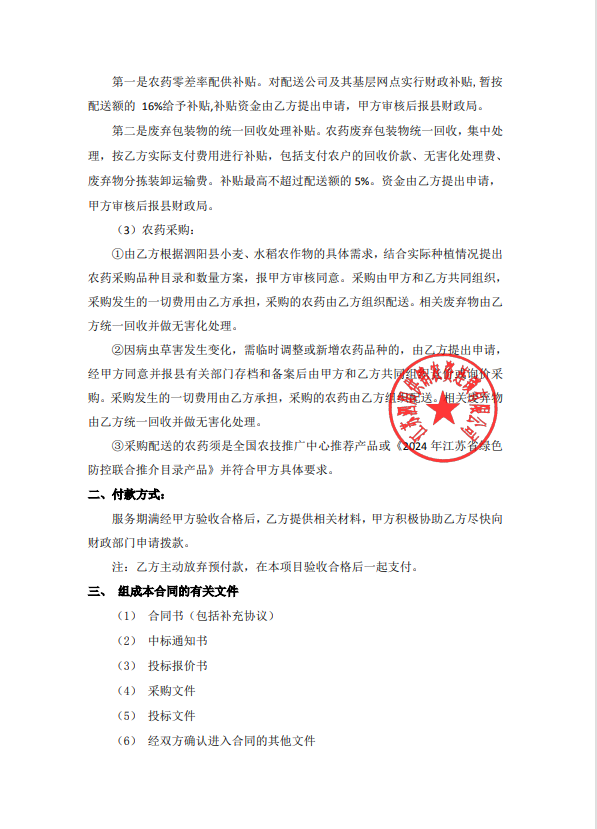 第一是农药零差率配供补贴。对配送公司及其基层网点实行财政补贴,暂按
配送额的 16%给予补贴,补贴资金由乙方提出申请，甲方审核后报县财政局。
第二是废弃包装物的统一回收处理补贴。农药废弃包装物统一回收，集中处
理，按乙方实际支付费用进行补贴，包括支付农户的回收价款、无害化处理费、
废弃物分拣装卸运输费。补贴最高不超过配送额的 5%。资金由乙方提出申请，
甲方审核后报县财政局。
（3）农药采购：
①由乙方根据泗阳县小麦、水稻农作物的具体需求，结合实际种植情况提出
农药采购品种目录和数量方案，报甲方审核同意。采购由甲方和乙方共同组织，
采购发生的一切费用由乙方承担，采购的农药由乙方组织配送。相关废弃物由乙
方统一回收并做无害化处理。
②因病虫草害发生变化，需临时调整或新增农药品种的，由乙方提出申请，
经甲方同意并报县有关部门存档和备案后由甲方和乙方共同组织竞价或询价采
购。采购发生的一切费用由乙方承担，采购的农药由乙方组织配送。相关废弃物
由乙方统一回收并做无害化处理。
③采购配送的农药须是全国农技推广中心推荐产品或《2024 年江苏省绿色
防控联合推介目录产品》并符合甲方具体要求。
二、付款方式：
服务期满经甲方验收合格后，乙方提供相关材料，甲方积极协助乙方尽快向
财政部门申请拨款。
注：乙方主动放弃预付款，在本项目验收合格后一起支付。
三、 组成本合同的有关文件
（1） 合同书（包括补充协议）
（2） 中标通知书
（3） 投标报价书
（4） 采购文件
（5） 投标文件
（6） 经双方确认进入合同的其他文件